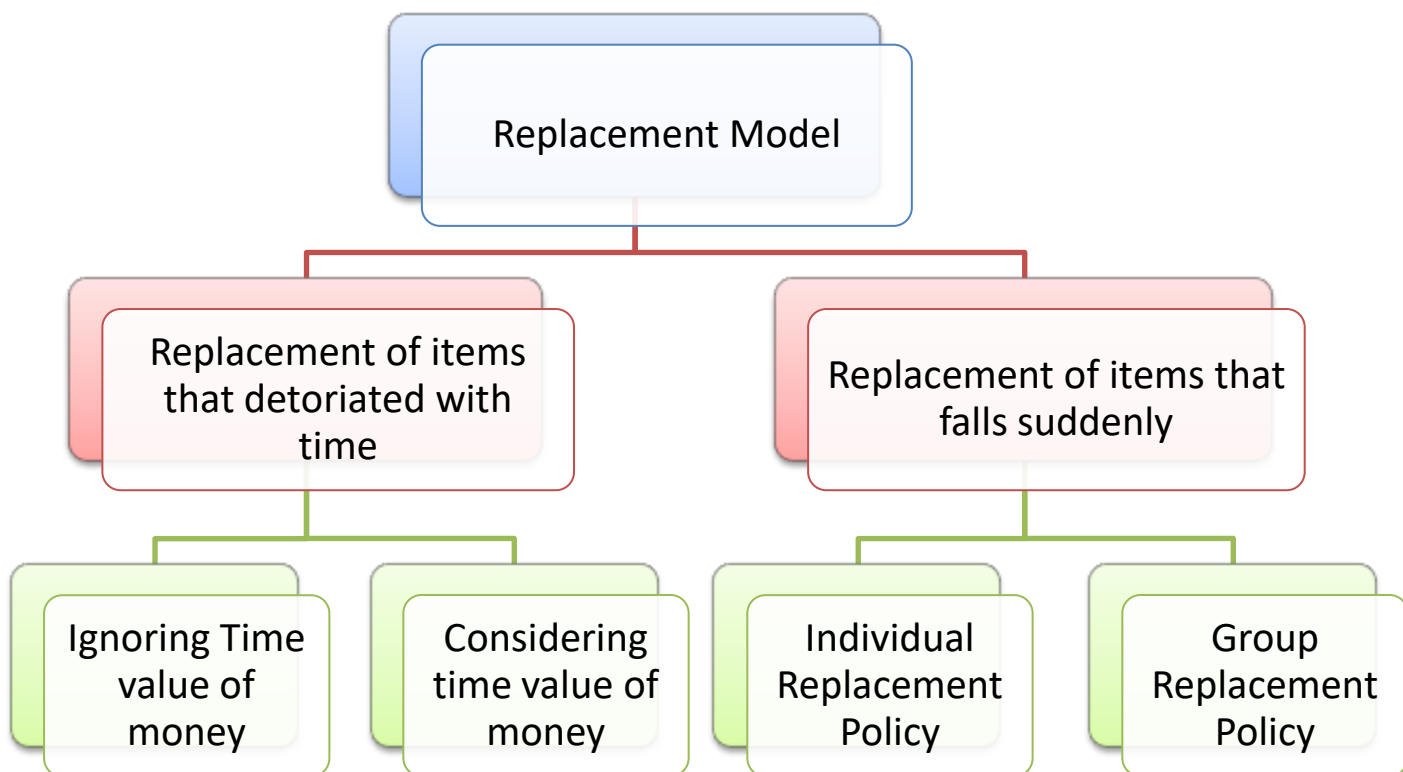 Replacement Model
Replacement of items
that detoriated with
time
Replacement of items that
falls suddenly
Ignoring Time
value of
money
Considering
time value of
money
Individual
Replacement
Policy
Group
Replacement
Policy